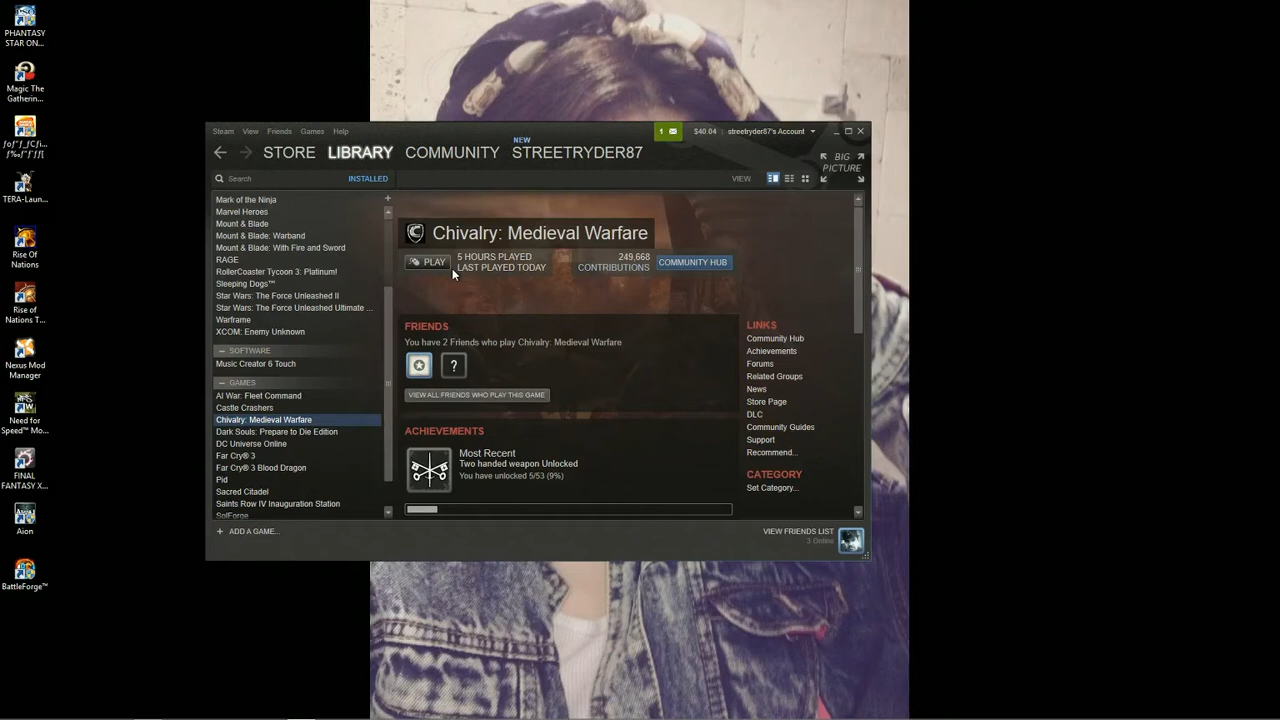 PHANTASY
STAR ON...
Magic The
Gatherin...
TERA-Laun...
Rise Of
Nations
Rise of
Nations T...
Nexus Mod
Manager
Need for
Speed™ Mo...
FINAL
FANTASY X...
Aion
BattleForge™
Steam View Friends Games Help
1 $40.04 streetryder87's Account
NEW
STORE LIBRARY COMMUNITY STREETRYDER87
BIG
PICTURE
Search INSTALLED VIEW
Mark of the Ninja
Marvel Heroes
Mount & Blade
Mount & Blade: Warband
Mount & Blade: With Fire and Sword
RAGE
RollerCoaster Tycoon 3: Platinum!
Sleeping Dogs™
Star Wars: The Force Unleashed II
Star Wars: The Force Unleashed Ultimate ...
Warframe
XCOM: Enemy Unknown
– SOFTWARE
Music Creator 6 Touch
– GAMES
AI War: Fleet Command
Castle Crashers
Chivalry: Medieval Warfare
Dark Souls: Prepare to Die Edition
DC Universe Online
Far Cry® 3
Far Cry® 3 Blood Dragon
Pid
Sacred Citadel
Saints Row IV Inauguration Station
SolForge
+ ADD A GAME...
Chivalry: Medieval Warfare
PLAY
5 HOURS PLAYED
LAST PLAYED TODAY
249,668
CONTRIBUTIONS
COMMUNITY HUB
FRIENDS
You have 2 Friends who play Chivalry: Medieval Warfare
?
VIEW ALL FRIENDS WHO PLAY THIS GAME
ACHIEVEMENTS
Most Recent
Two handed weapon Unlocked
You have unlocked 5/53 (9%)
LINKS
Community Hub
Achievements
Forums
Related Groups
News
Store Page
DLC
Community Guides
Support
Recommend...
CATEGORY
Set Category...
VIEW FRIENDS LIST
3 Online